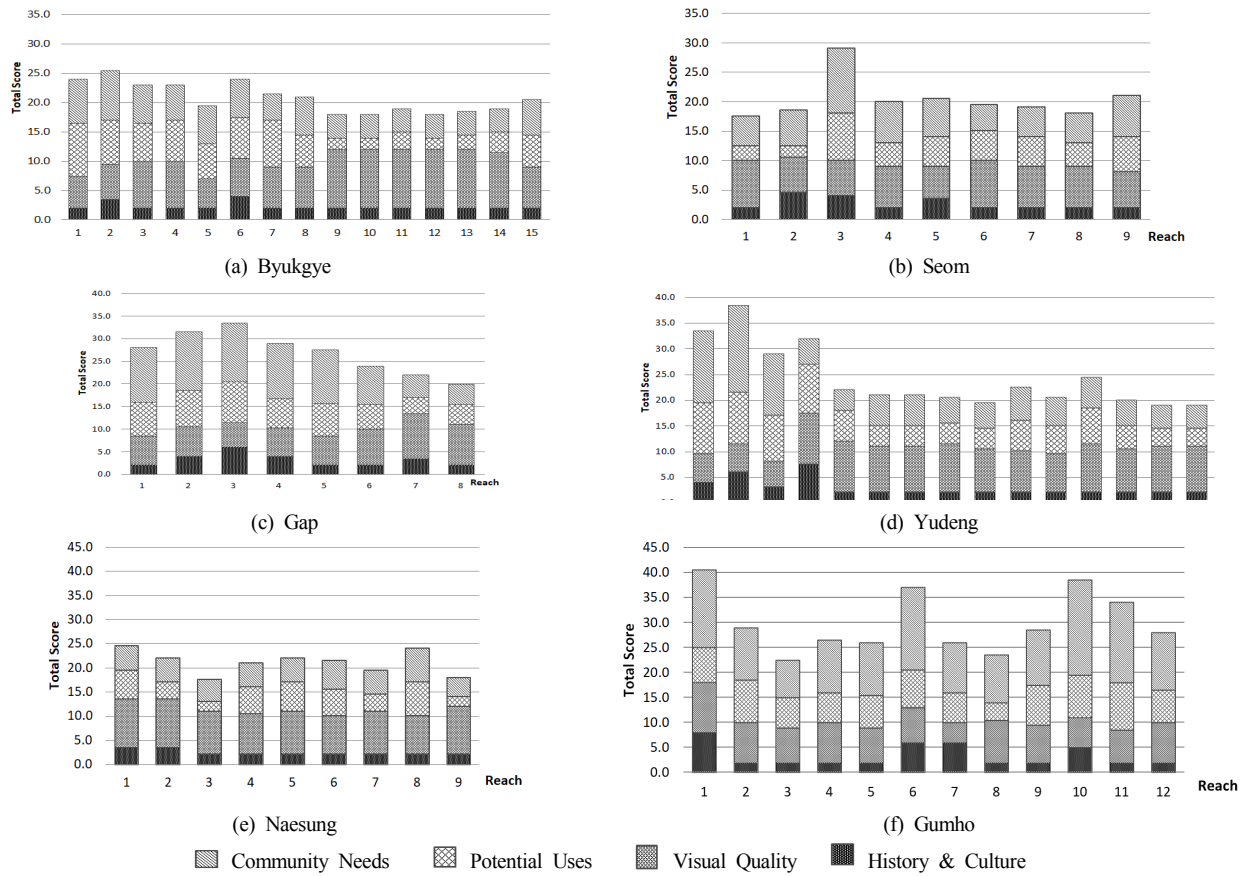 35.0
30.0
25.0
20.0
15.0
10.0
5.0
0.0
Total Score
1 2 3 4 5 6 7 8 9 10 11 12 13 14 15
(a) Byukgye
35.0
30.0
25.0
20.0
15.0
10.0
5.0
0.0
Total Score
1 2 3 4 5 6 7 8 9 Reach
(b) Seom
40.0
35.0
30.0
25.0
20.0
15.0
10.0
5.0
0.0
Total Score
1 2 3 4 5 6 7 8 Reach
(c) Gap
40.0
35.0
30.0
25.0
20.0
15.0
10.0
5.0
Total Score
(d) Yudeng
45.0
40.0
35.0
30.0
25.0
20.0
15.0
10.0
5.0
0.0
Total Score
1 2 3 4 5 6 7 8 9 Reach
(e) Naesung
45.0
40.0
35.0
30.0
25.0
20.0
15.0
10.0
5.0
0.0
Total Score
1 2 3 4 5 6 7 8 9 10 11 12 Reach
(f) Gumho
Community Needs Potential Uses Visual Quality History & Culture